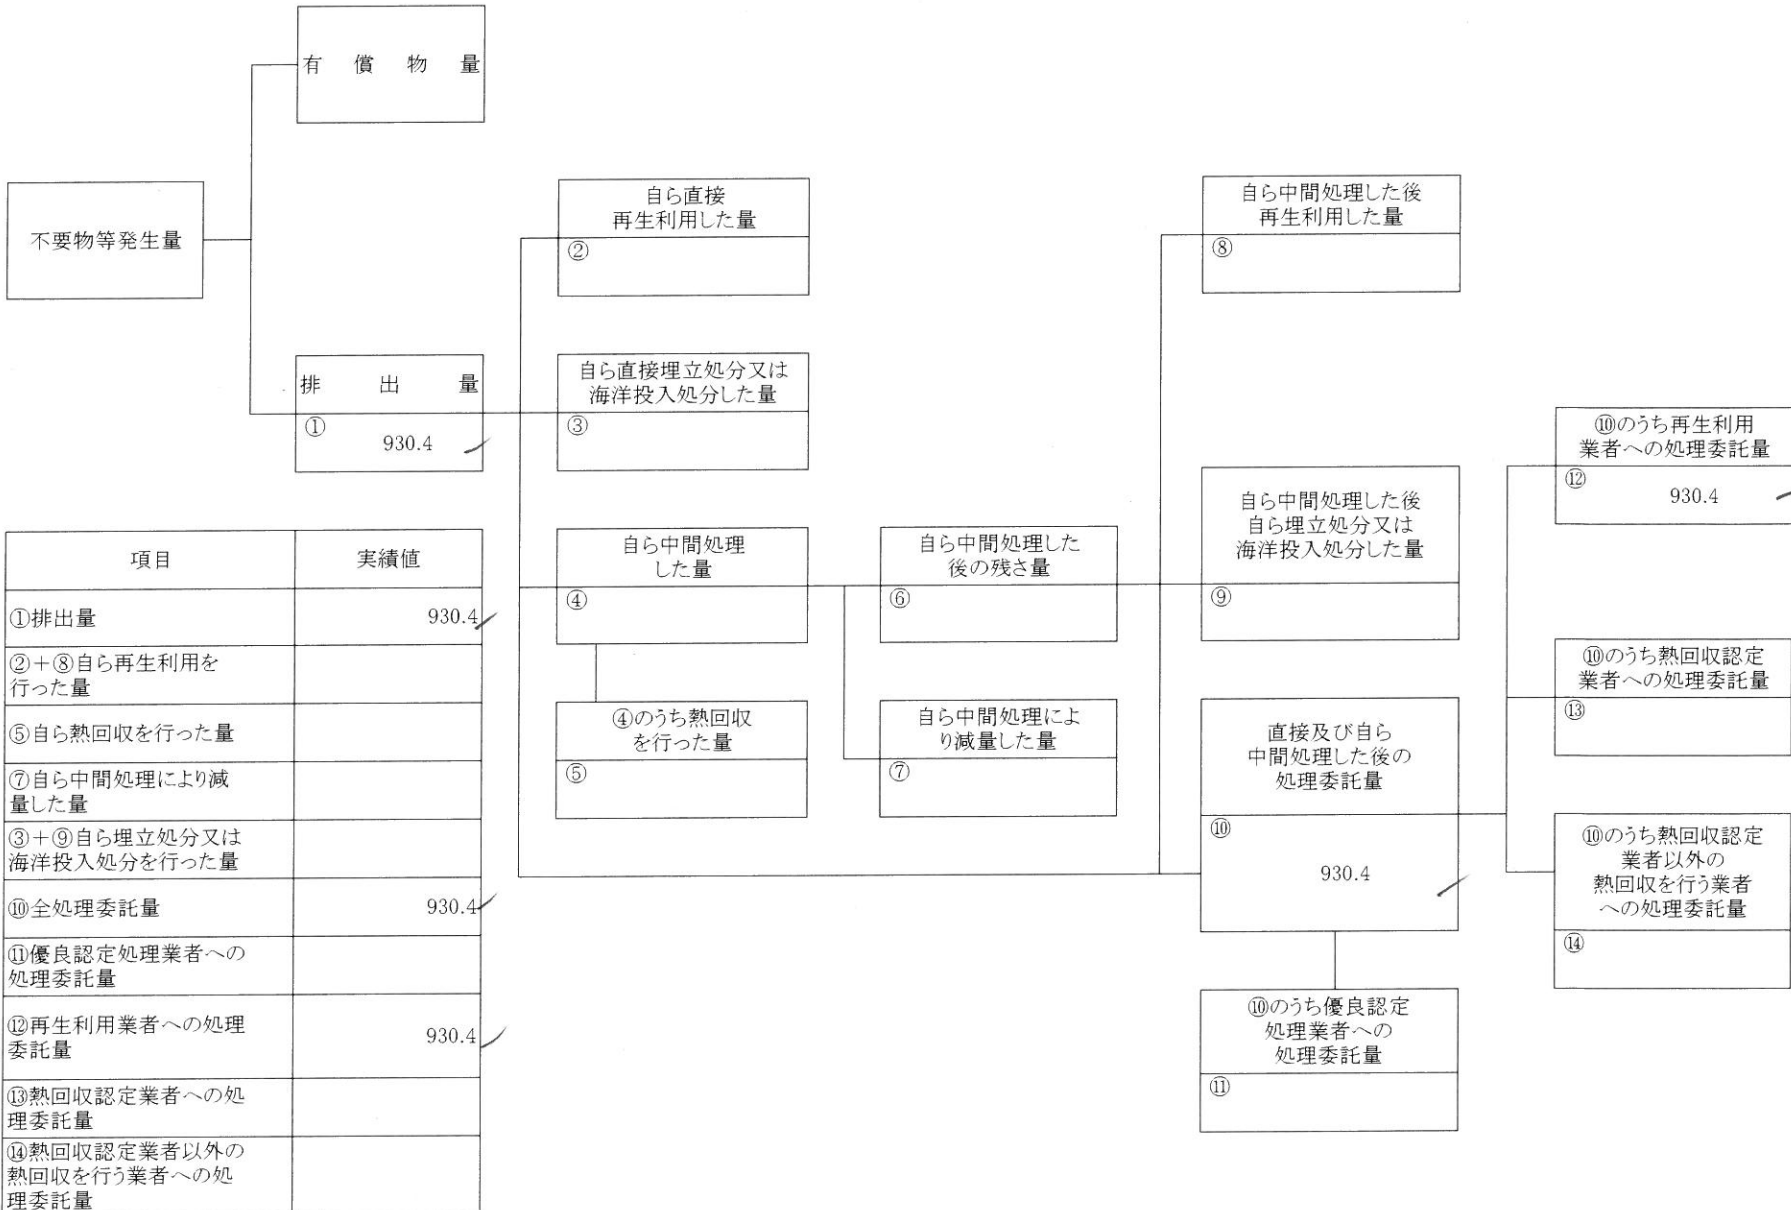 有償物量
不要物等発生量
排出量
①
930.4
自ら直接
再生利用した量
②
自ら直接埋立処分又は
海洋投入処分した量
③
自ら中間処理
した量
④
④のうち熱回収
を行った量
⑤
自ら中間処理した
後の残さ量
⑥
自ら中間処理によ
り減量した量
⑦
自ら中間処理した後
再生利用した量
⑧
自ら中間処理した後
自ら埋立処分又は
海洋投入処分した量
⑨
直接及び自ら
中間処理した後の
処理委託量
⑩
930.4
⑩のうち優良認定
処理業者への
処理委託量
⑪
⑩のうち再生利用
業者への処理委託量
⑫
930.4
⑩のうち熱回収認定
業者への処理委託量
⑬
⑩のうち熱回収認定
業者以外の
熱回収を行う業者
への処理委託量
⑭
項目 実績値
①排出量 930.4
②+⑧自ら再生利用を
行った量
⑤自ら熱回収を行った量
⑦自ら中間処理により減
量した量
③+⑨自ら埋立処分又は
海洋投入処分を行った量
⑩全処理委託量 930.4
⑪優良認定処理業者への
処理委託量
⑫再生利用業者への処理
委託量 930.4
⑬熱回収認定業者への処
理委託量
⑭熱回収認定業者以外の
熱回収を行う業者への処
理委託量